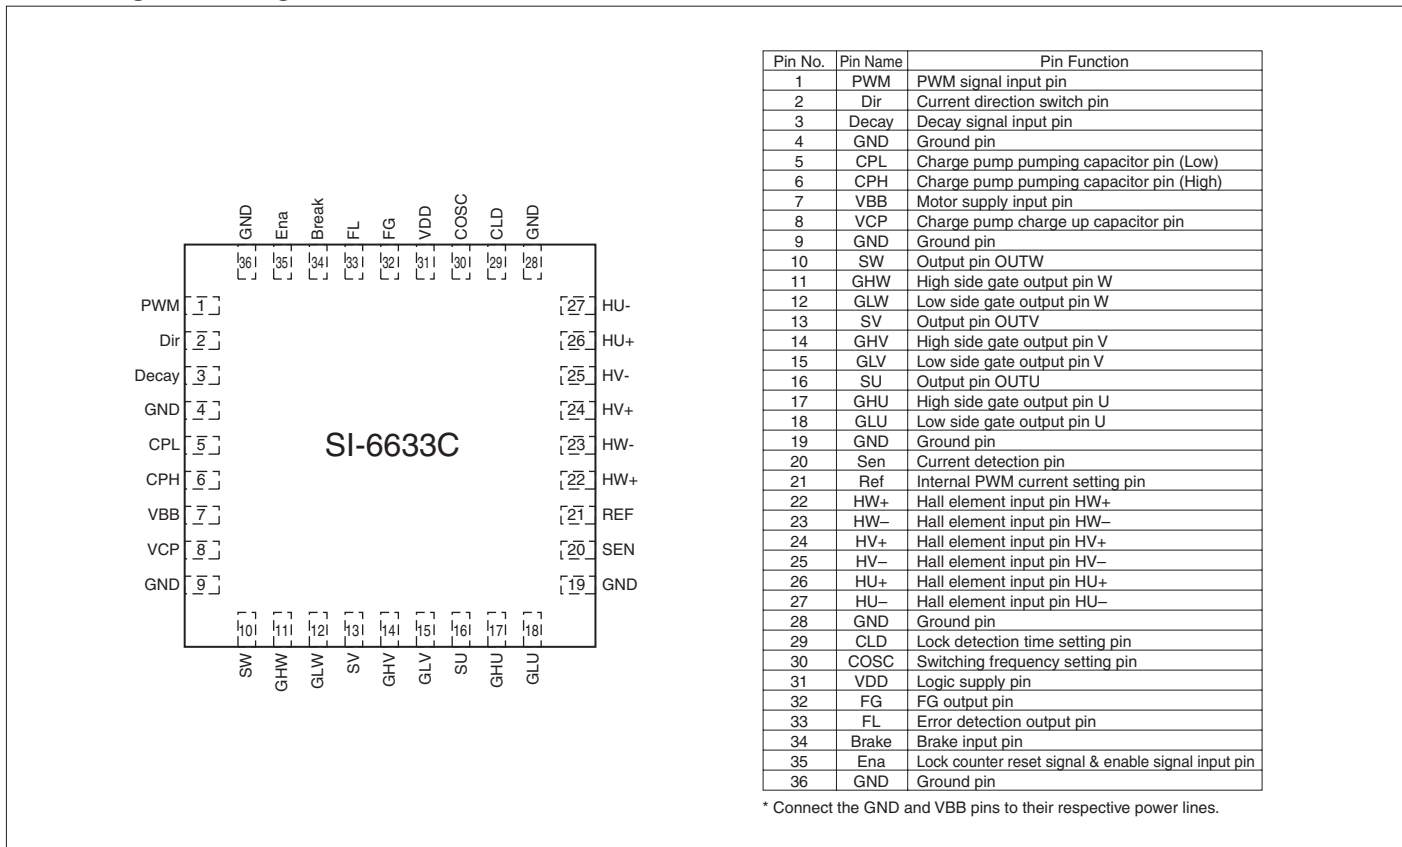 GND Ena Break FL FG VDD COSC CLD GND
36 35 34 33 32 31 30 29 28
PWM 1
Dir 2
Decay 3
GND 4
CPL 5
CPH 6
VBB 7
VCP 8
GND 9
SI-6633C
27 HU-
26 HU+
25 HV-
24 HV+
23 HW-
22 HW+
21 REF
20 SEN
19 GND
10 11 12 13 14 15 16 17 18
SW GHW GLW SV GHV GLV SU GHU GLU
Pin No. Pin Name Pin Function
1 PWM PWM signal input pin
2 Dir Current direction switch pin
3 Decay Decay signal input pin
4 GND Ground pin
5 CPL Charge pump pumping capacitor pin (Low)
6 CPH Charge pump pumping capacitor pin (High)
7 VBB Motor supply input pin
8 VCP Charge pump charge up capacitor pin
9 GND Ground pin
10 SW Output pin OUTW
11 GHW High side gate output pin W
12 GLW Low side gate output pin W
13 SV Output pin OUTV
14 GHV High side gate output pin V
15 GLV Low side gate output pin V
16 SU Output pin OUTU
17 GHU High side gate output pin U
18 GLU Low side gate output pin U
19 GND Ground pin
20 Sen Current detection pin
21 Ref Internal PWM current setting pin
22 HW+ Hall element input pin HW+
23 HW– Hall element input pin HW–
24 HV+ Hall element input pin HV+
25 HV– Hall element input pin HV–
26 HU+ Hall element input pin HU+
27 HU– Hall element input pin HU–
28 GND Ground pin
29 CLD Lock detection time setting pin
30 COSC Switching frequency setting pin
31 VDD Logic supply pin
32 FG FG output pin
33 FL Error detection output pin
34 Brake Brake input pin
35 Ena Lock counter reset signal & enable signal input pin
36 GND Ground pin
* Connect the GND and VBB pins to their respective power lines.